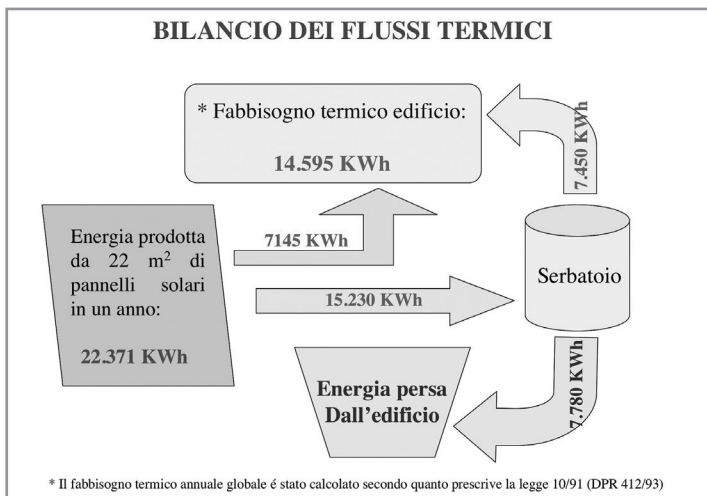 BILANCIO DEI FLUSSI TERMICI
* Fabbisogno termico edificio:
14.595 KWh
7.450 KWh
Energia prodotta
da 22 m² di
pannelli solari
in un anno:
22.371 KWh
7145 KWh
15.230 KWh
Serbatoio
7.780 KWh
Energia persa
Dall'edificio
* Il fabbisogno termico annuale globale é stato calcolato secondo quanto prescrive la legge 10/91 (DPR 412/93)